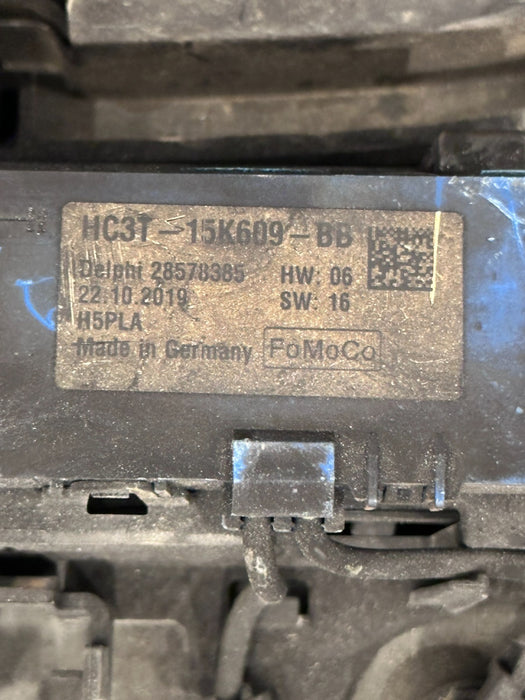 HC3T-15K609-BB
Delphi 28578385 HW: 06
22.10.2019 SW: 16
H5PLA
Made in Germany FoMoCo